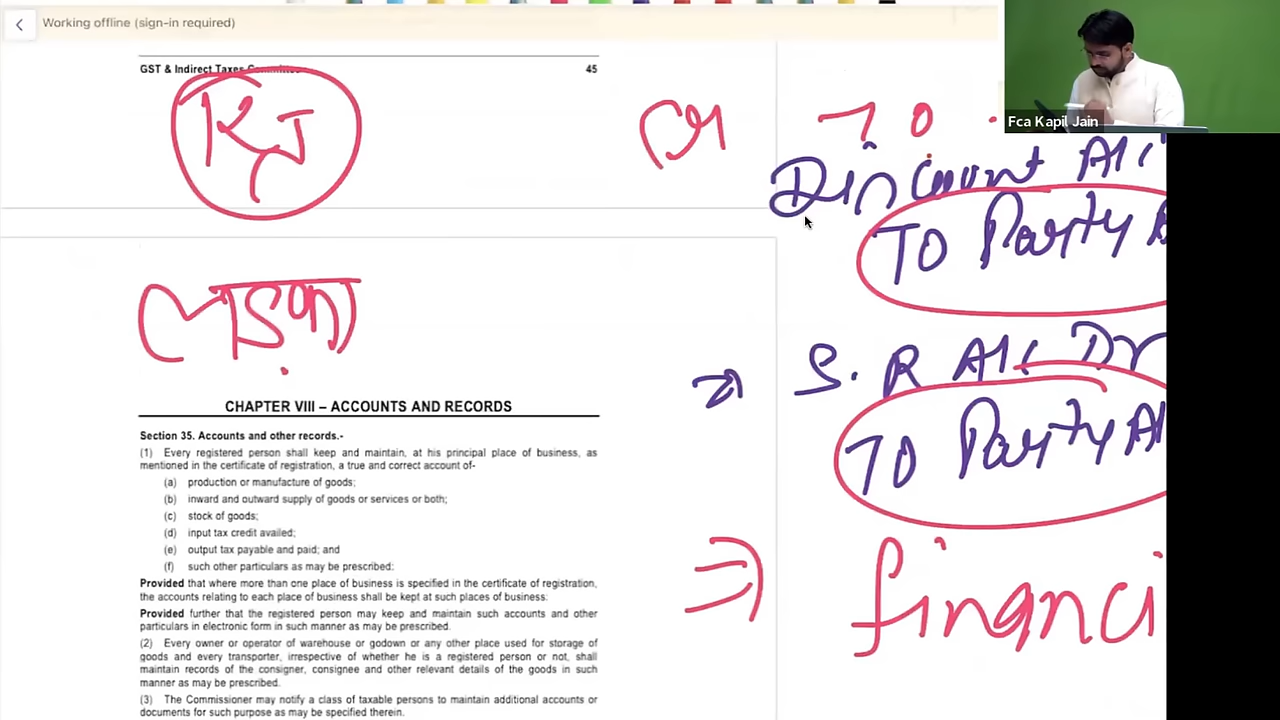 Working offline (sign-in required)
GST & Indirect Taxes Committee
45
KJ
Fca Kapil Jain
Discount A/c
TO Party A
लड़का
S. R A/c Dr
TO Party A/
CHAPTER VIII – ACCOUNTS AND RECORDS
Section 35. Accounts and other records.-
(1) Every registered person shall keep and maintain, at his principal place of business, as
mentioned in the certificate of registration, a true and correct account of-
(a) production or manufacture of goods;
(b) inward and outward supply of goods or services or both;
(c) stock of goods;
(d) input tax credit availed;
(e) output tax payable and paid; and
(f) such other particulars as may be prescribed:
Provided that where more than one place of business is specified in the certificate of registration,
the accounts relating to each place of business shall be kept at such places of business:
Provided further that the registered person may keep and maintain such accounts and other
particulars in electronic form in such manner as may be prescribed.
(2) Every owner or operator of warehouse or godown or any other place used for storage of
goods and every transporter, irrespective of whether he is a registered person or not, shall
maintain records of the consigner, consignee and other relevant details of the goods in such
manner as may be prescribed.
(3) The Commissioner may notify a class of taxable persons to maintain additional accounts or
documents for such purpose as may be specified therein.
⇒ financi